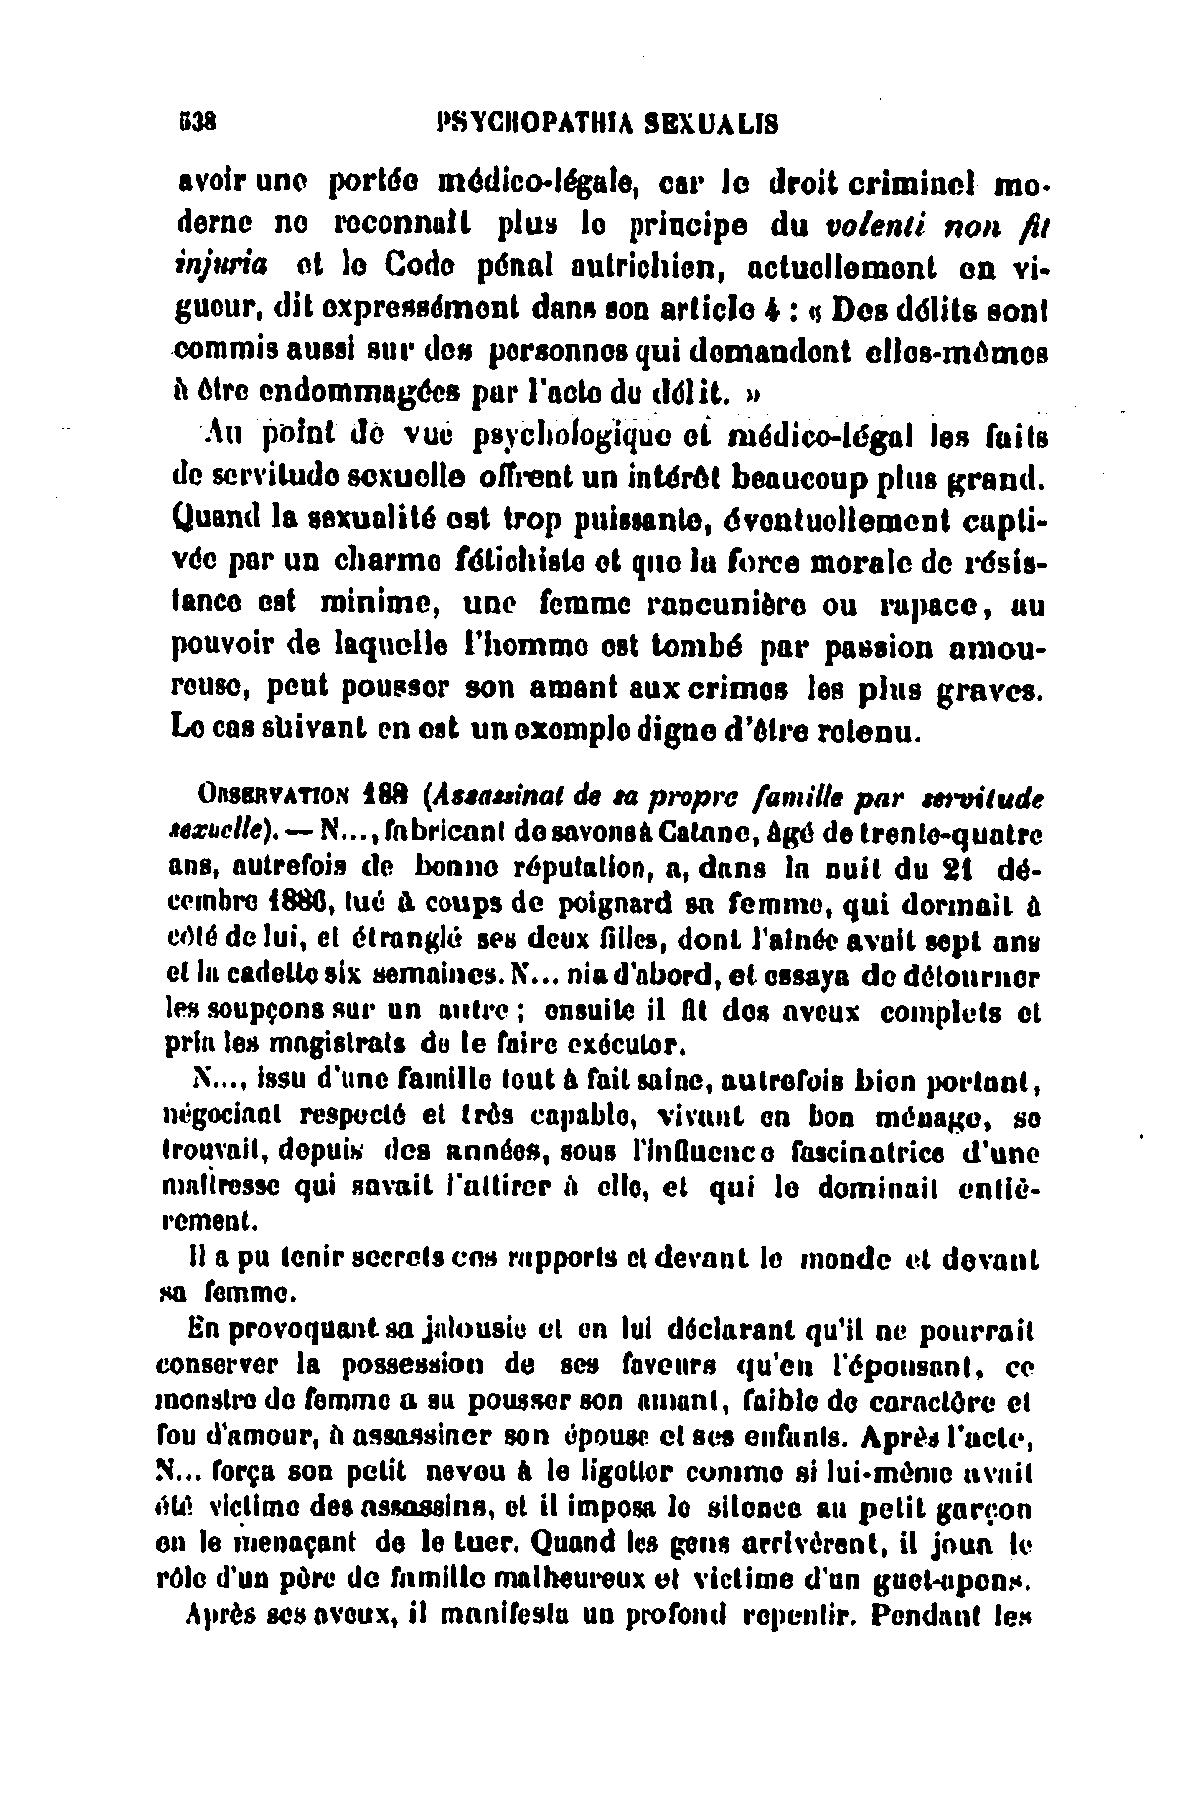 538 PSYCHOPATHIA SEXUALIS
avoir une portée médico-légale, car le droit criminel mo-
derne ne reconnaît plus le principe du volenti non fit
injuria et le Code pénal autrichien, actuellement en vi-
gueur, dit expressément dans son article 4 : « Des délits sont
commis aussi sur des personnes qui demandent elles-mêmes
à être endommagées par l'acte du délit. »
Au point de vue psychologique et médico-légal les faits
de servitude sexuelle offrent un intérêt beaucoup plus grand.
Quand la sexualité est trop puissante, éventuellement capti-
vée par un charme fétichiste et que la force morale de résis-
tance est minime, une femme rancunière ou rapace, au
pouvoir de laquelle l'homme est tombé par passion amou-
reuse, peut pousser son amant aux crimes les plus graves.
Le cas suivant en est un exemple digne d'être retenu.
OBSERVATION 188 (Assassinat de sa propre famille par servitude
sexuelle). — N..., fabricant de savons à Catane, âgé de trente-quatre
ans, autrefois de bonne réputation, a, dans la nuit du 21 dé-
cembre 1886, tué à coups de poignard sa femme, qui dormait à
côté de lui, et étranglé ses deux filles, dont l'aînée avait sept ans
et la cadette six semaines. N... nia d'abord, et essaya de détourner
les soupçons sur un autre ; ensuite il fit des aveux complets et
pria les magistrats de le faire exécuter.
N..., issu d'une famille tout à fait saine, autrefois bien portant,
négociant respecté et très capable, vivant en bon ménage, se
trouvait, depuis des années, sous l'influence fascinatrice d'une
maîtresse qui savait l'attirer à elle, et qui le dominait entiè-
rement.
Il a pu tenir secrets ces rapports et devant le monde et devant
sa femme.
En provoquant sa jalousie et en lui déclarant qu'il ne pourrait
conserver la possession de ses faveurs qu'en l'épousant, ce
monstre de femme a su pousser son amant, faible de caractère et
fou d'amour, à assassiner son épouse et ses enfants. Après l'acte,
N... força son petit neveu à le ligotter comme si lui-même avait
été victime des assassins, et il imposa le silence au petit garçon
en le menaçant de le tuer. Quand les gens arrivèrent, il joua le
rôle d'un père de famille malheureux et victime d'un guet-apens.
Après ses aveux, il manifesta un profond repentir. Pendant les